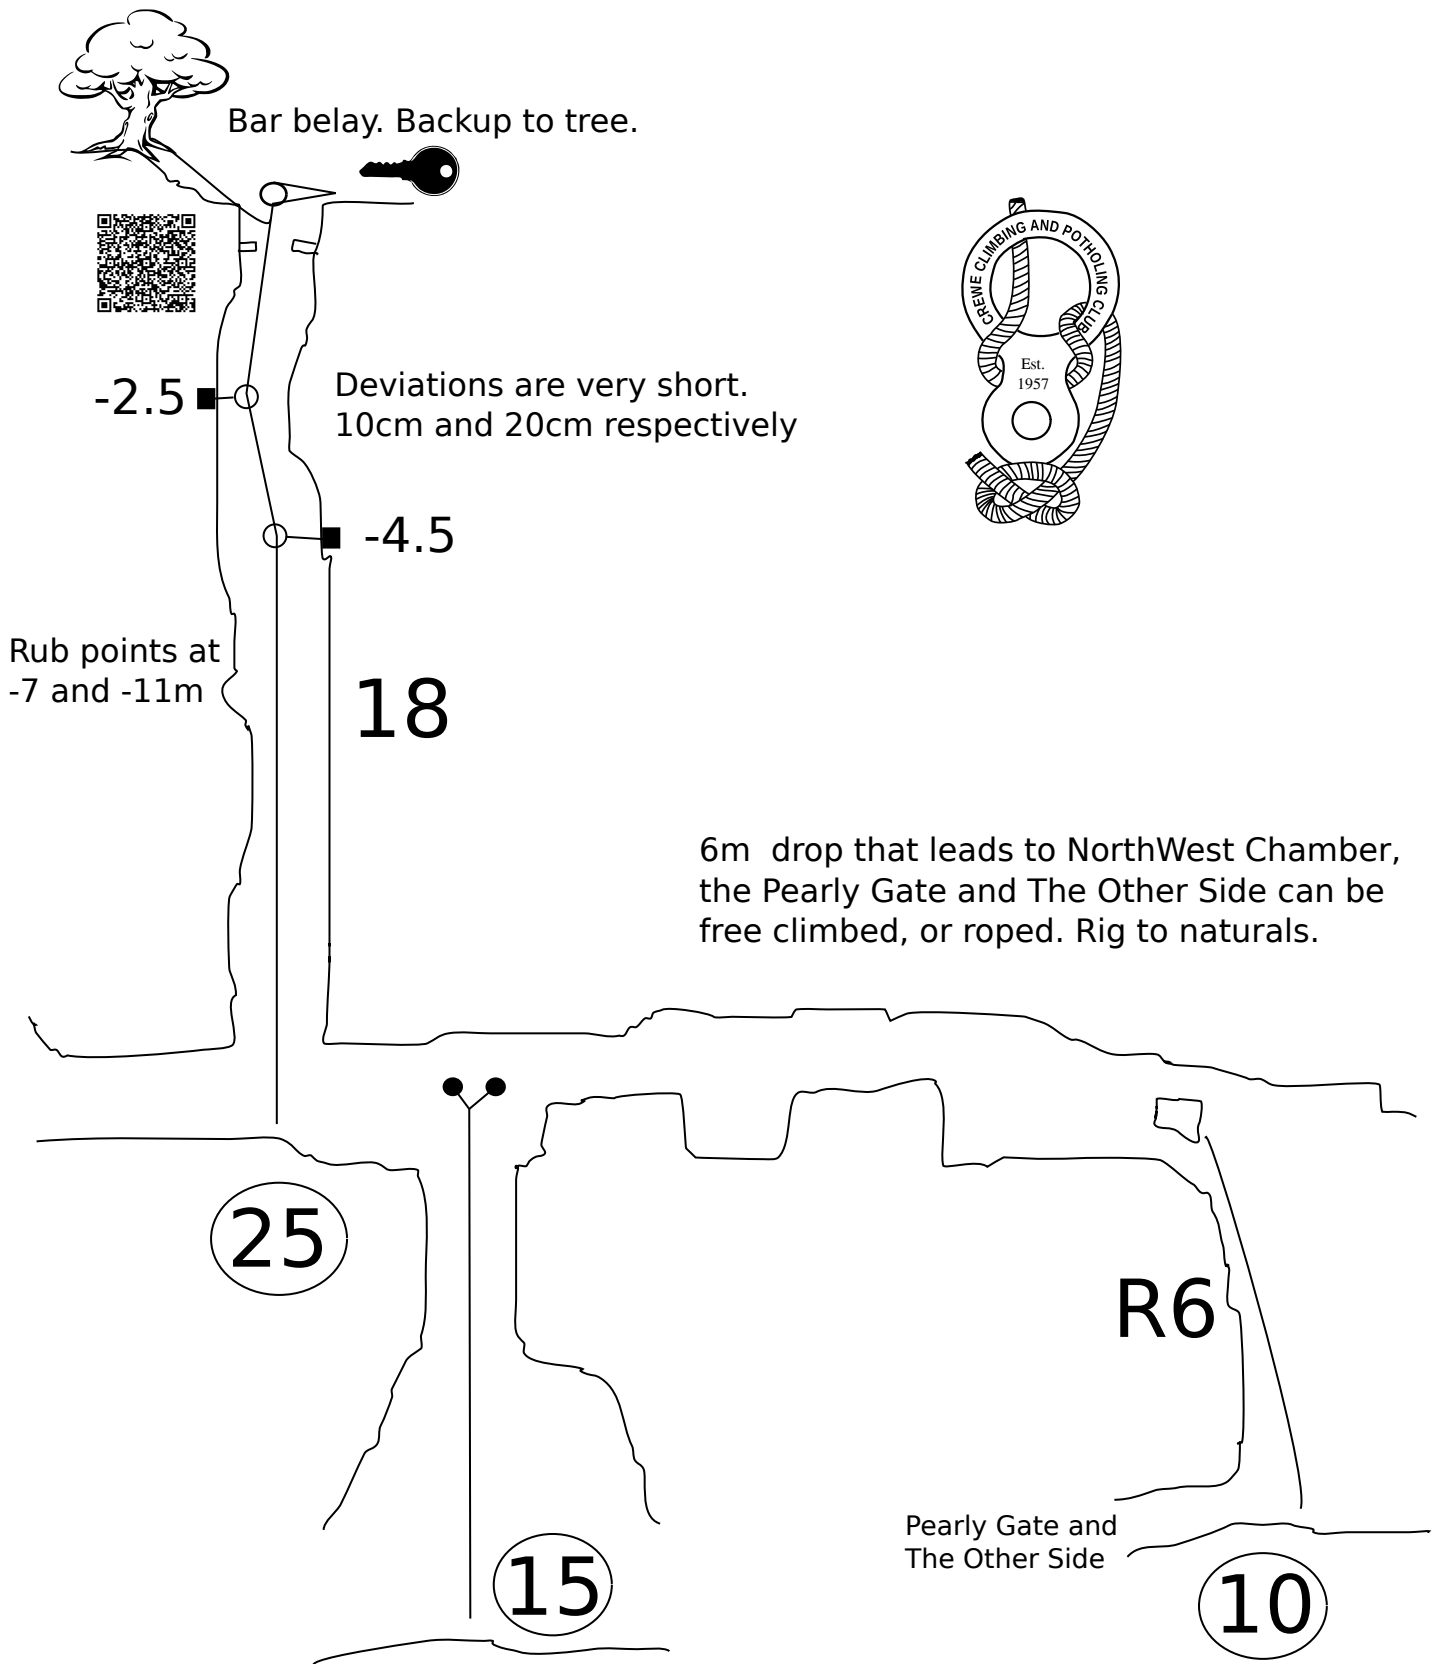 Bar belay. Backup to tree.
CREWE CLIMBING AND POTHOLING CLUB
Est.
1957
-2.5
Deviations are very short.
10cm and 20cm respectively
-4.5
Rub points at
-7 and -11m
18
6m  drop that leads to NorthWest Chamber,
the Pearly Gate and The Other Side can be
free climbed, or roped. Rig to naturals.
25
R6
Pearly Gate and
The Other Side
15
10